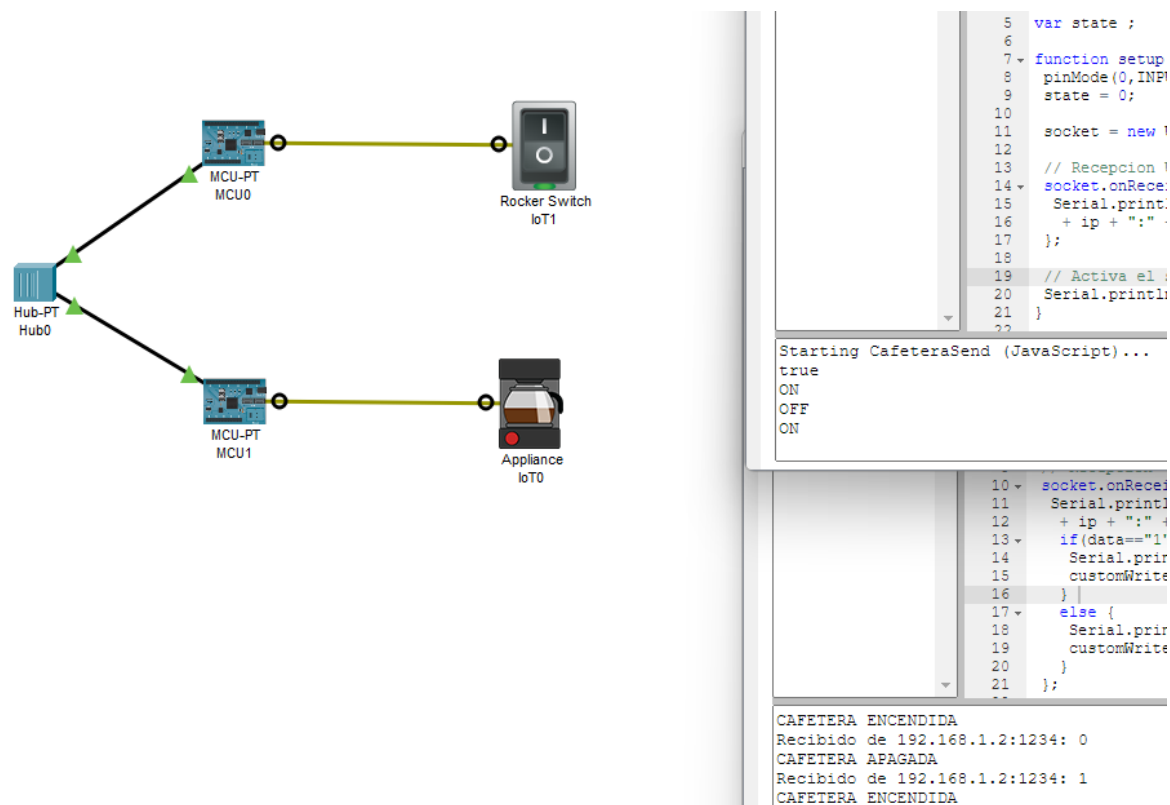 MCU-PT
MCU0
Rocker Switch
IoT1
Hub-PT
Hub0
MCU-PT
MCU1
Appliance
IoT0
5 var state ;
6
7 function setup
8 pinMode(0,INPU
9 state = 0;
10
11 socket = new
12
13 // Recepcion
14 socket.onRecei
15 Serial.printl
16 + ip + ":"
17 };
18
19 // Activa el
20 Serial.println
21 }
22
Starting CafeteraSend (JavaScript)...
true
ON
OFF
ON
10 socket.onRecei
11 Serial.printl
12 + ip + ":" +
13 if(data=="1"
14 Serial.prin
15 customWrite
16 }
17 else {
18 Serial.prin
19 customWrite
20 }
21 };
CAFETERA ENCENDIDA
Recibido de 192.168.1.2:1234: 0
CAFETERA APAGADA
Recibido de 192.168.1.2:1234: 1
CAFETERA ENCENDIDA